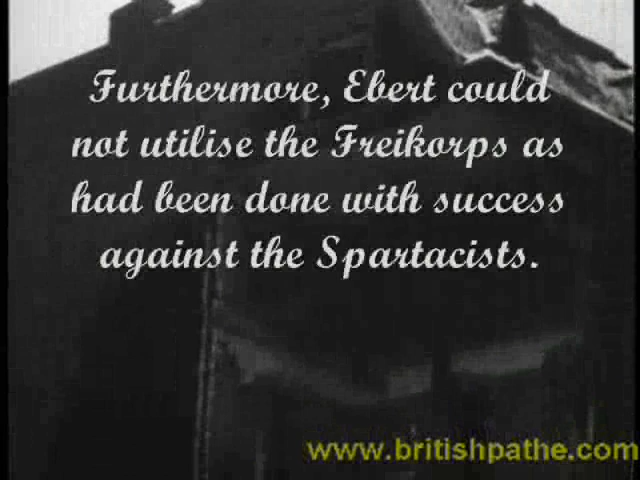 Furthermore, Ebert could
not utilise the Freikorps as
had been done with success
against the Spartacists.
www.britishpathe.com